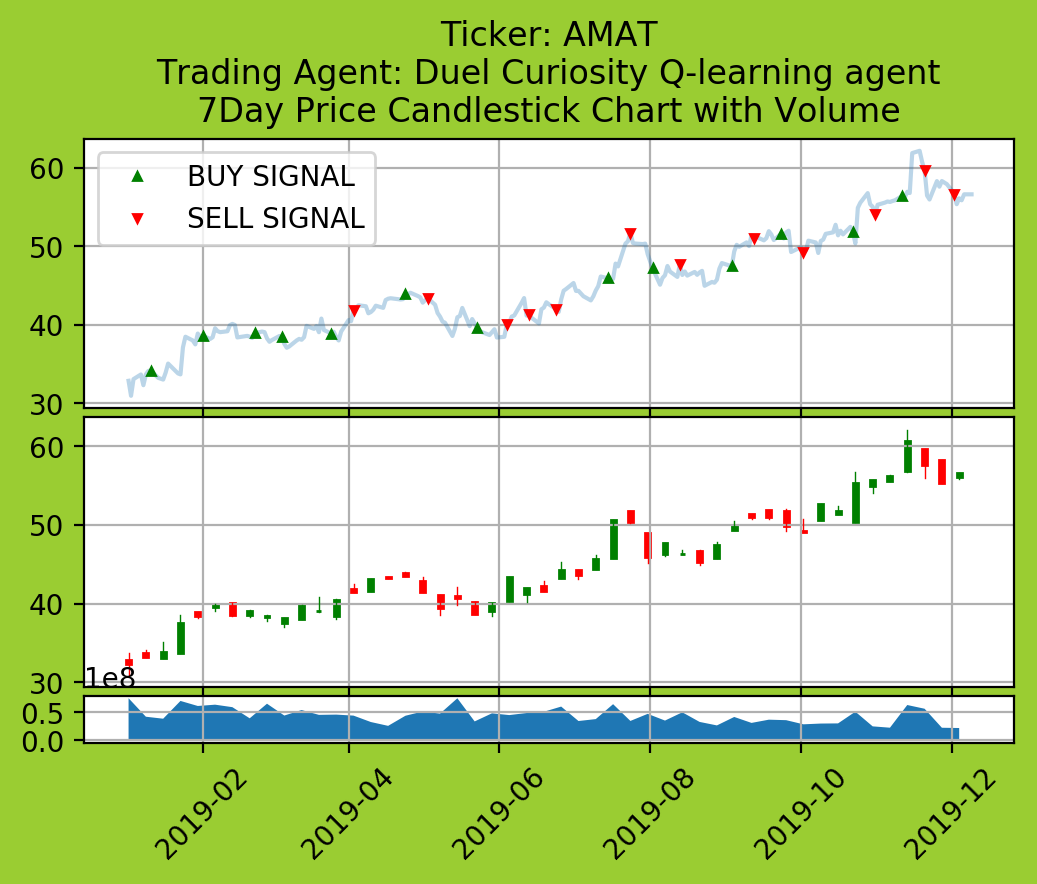 Ticker: AMAT
Trading Agent: Duel Curiosity Q-learning agent
7Day Price Candlestick Chart with Volume
BUY SIGNAL
SELL SIGNAL
60
50
40
30
60
50
40
30
1e8
0.5
0.0
2019-02
2019-04
2019-06
2019-08
2019-10
2019-12